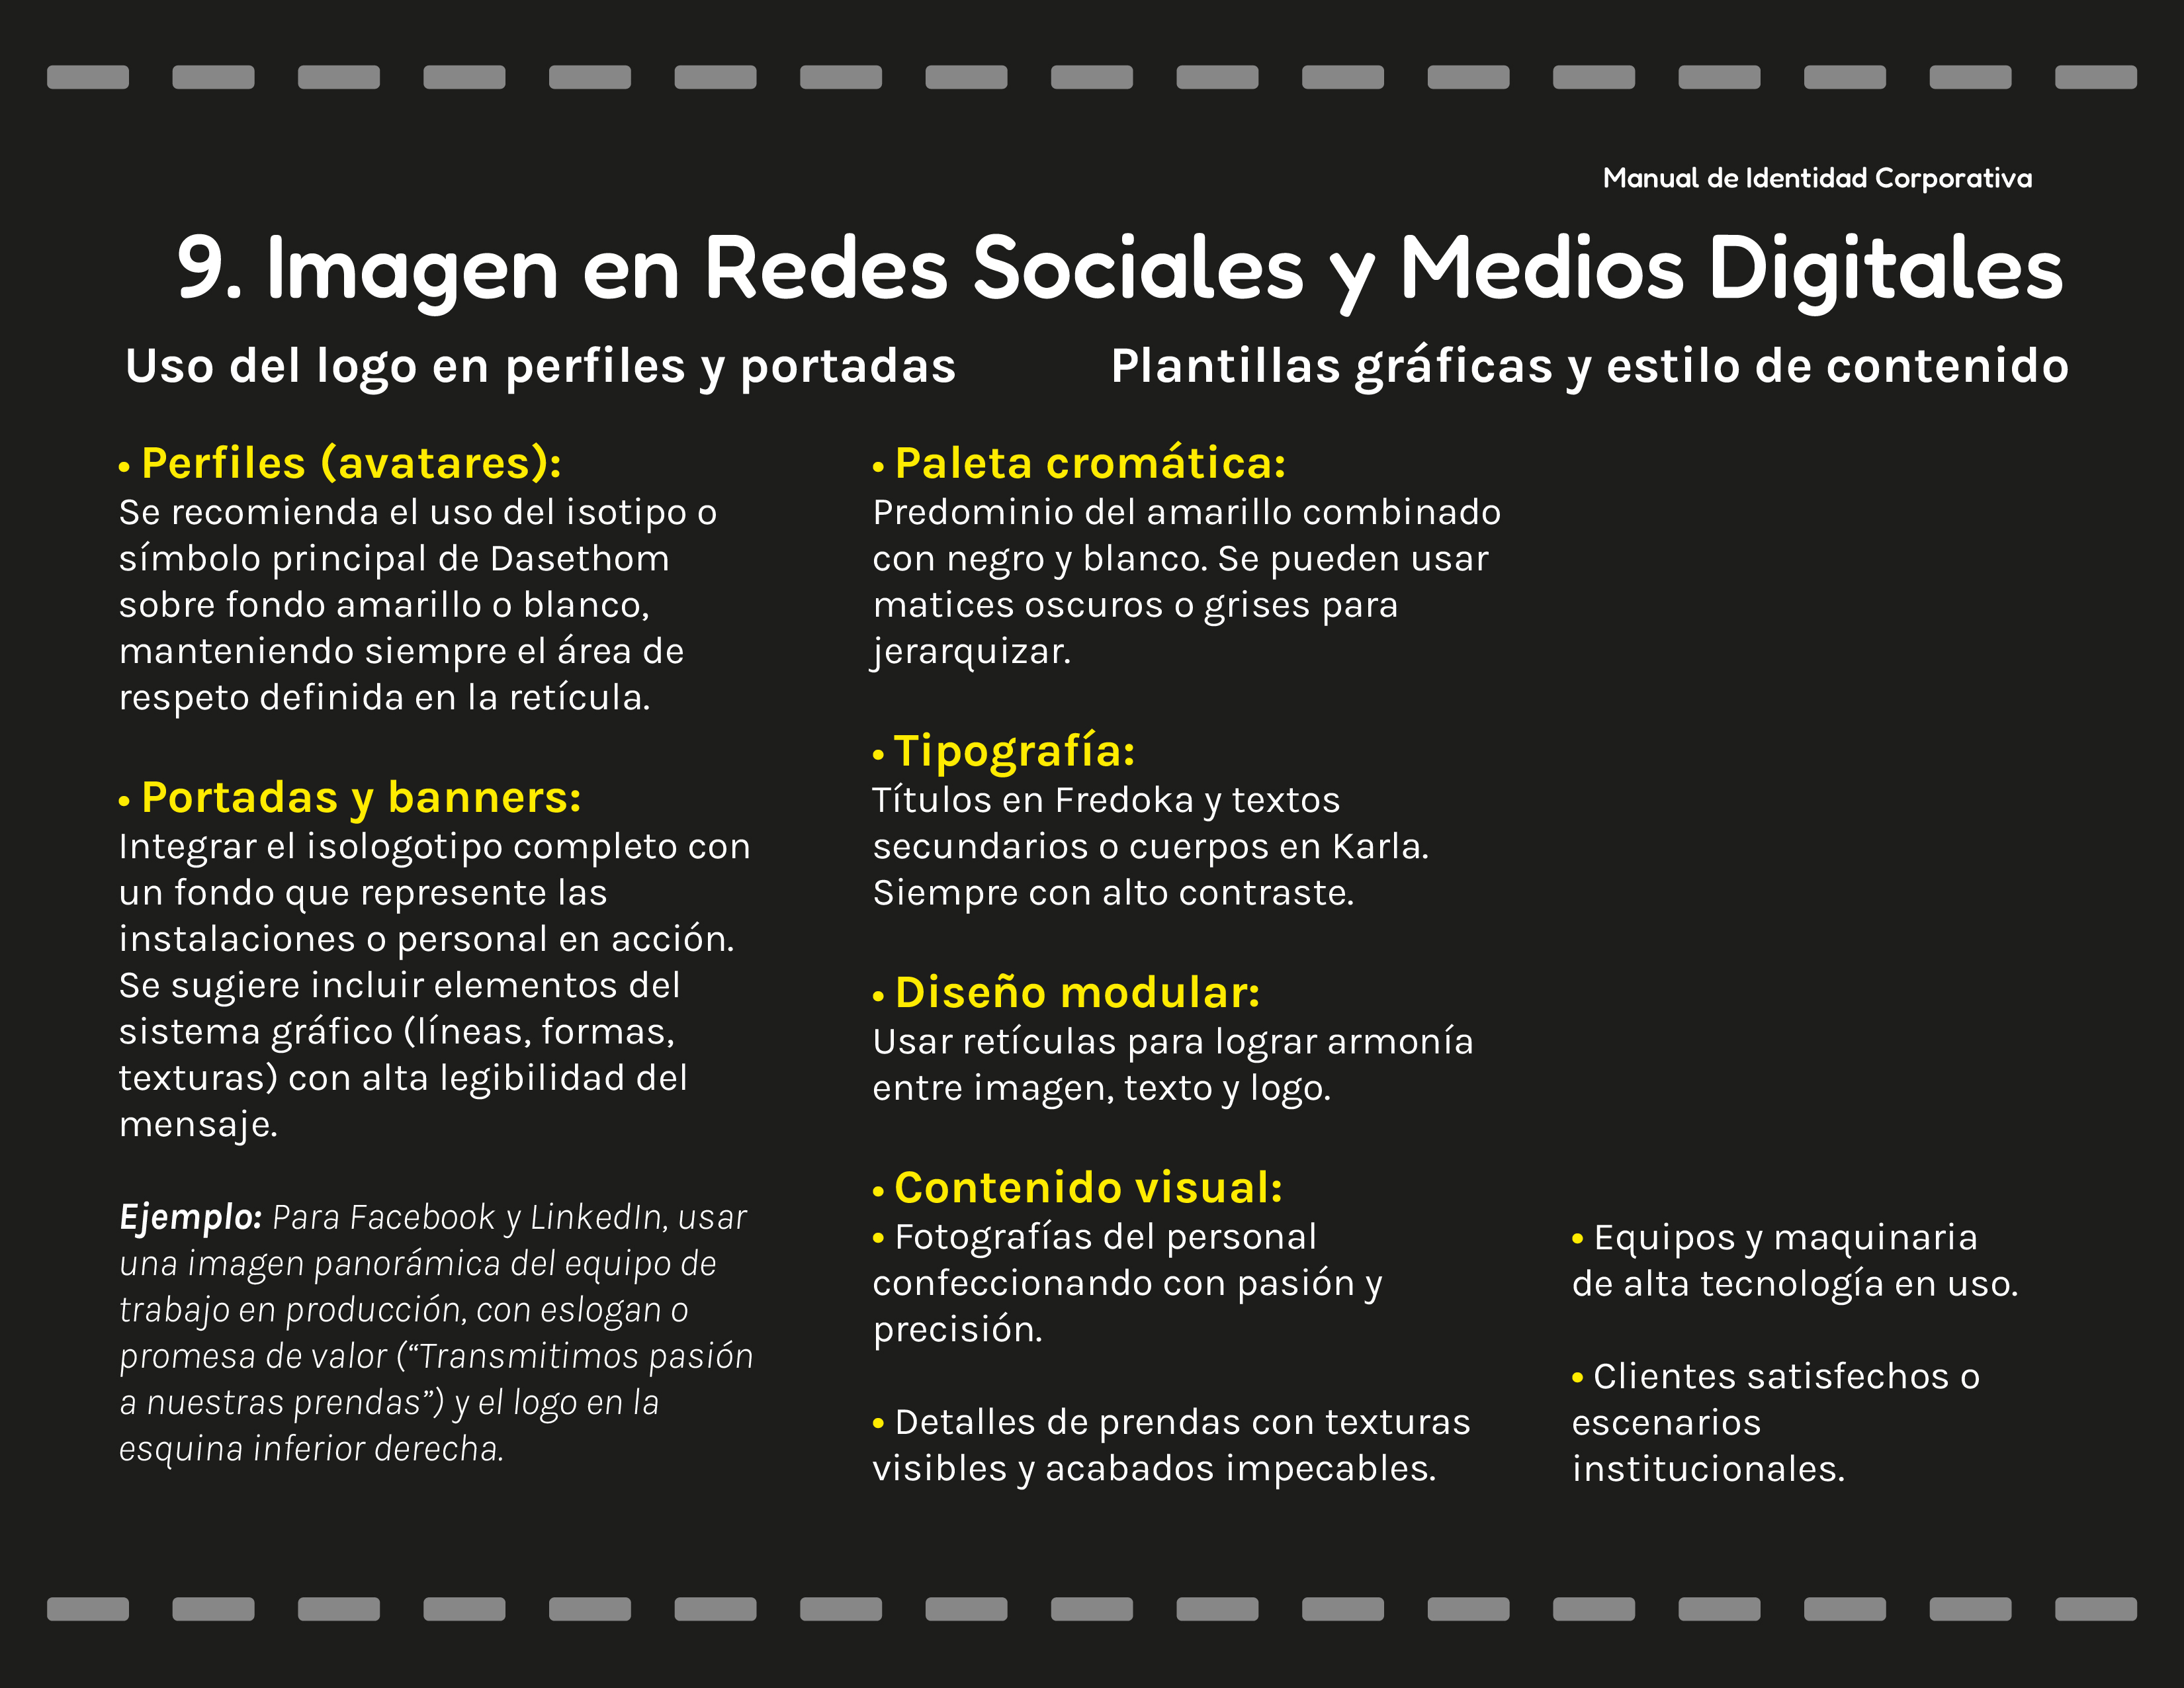 Manual de Identidad Corporativa
9. Imagen en Redes Sociales y Medios Digitales
Uso del logo en perfiles y portadas
• Perfiles (avatares):
Se recomienda el uso del isotipo o
símbolo principal de Dasethom
sobre fondo amarillo o blanco,
manteniendo siempre el área de
respeto definida en la retícula.
• Portadas y banners:
Integrar el isologotipo completo con
un fondo que represente las
instalaciones o personal en acción.
Se sugiere incluir elementos del
sistema gráfico (líneas, formas,
texturas) con alta legibilidad del
mensaje.
Ejemplo: Para Facebook y LinkedIn, usar
una imagen panorámica del equipo de
trabajo en producción, con eslogan o
promesa de valor (“Transmitimos pasión
a nuestras prendas”) y el logo en la
esquina inferior derecha.
Plantillas gráficas y estilo de contenido
• Paleta cromática:
Predominio del amarillo combinado
con negro y blanco. Se pueden usar
matices oscuros o grises para
jerarquizar.
• Tipografía:
Títulos en Fredoka y textos
secundarios o cuerpos en Karla.
Siempre con alto contraste.
• Diseño modular:
Usar retículas para lograr armonía
entre imagen, texto y logo.
• Contenido visual:
• Fotografías del personal
confeccionando con pasión y
precisión.
• Detalles de prendas con texturas
visibles y acabados impecables.
• Equipos y maquinaria
de alta tecnología en uso.
• Clientes satisfechos o
escenarios
institucionales.